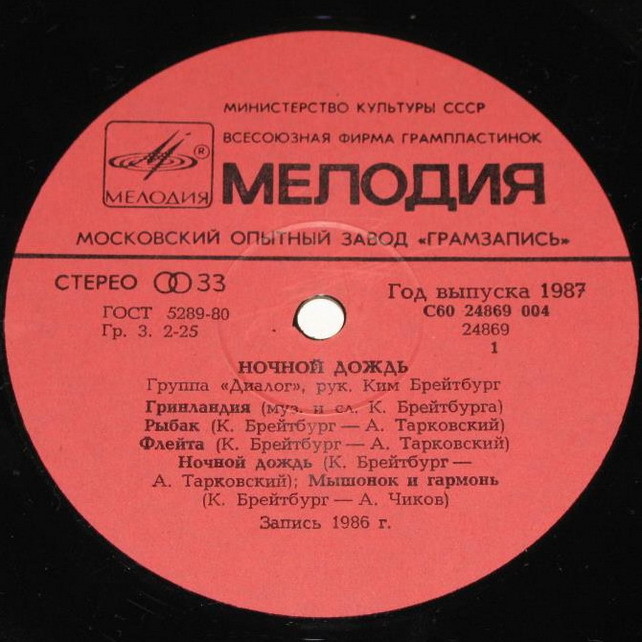 МИНИСТЕРСТВО КУЛЬТУРЫ СССР
ВСЕСОЮЗНАЯ ФИРМА ГРАМПЛАСТИНОК
®
МЕЛОДИЯ
МЕЛОДИЯ
МОСКОВСКИЙ ОПЫТНЫЙ ЗАВОД «ГРАМЗАПИСЬ»
СТЕРЕО 33
Год выпуска 1987
ГОСТ 5289-80
С60 24869 004
Гр. 3. 2-25
24869
1
НОЧНОЙ ДОЖДЬ
Группа «Диалог», рук. Ким Брейтбург
Гринландия (муз. и сл. К. Брейтбурга)
Рыбак (К. Брейтбург — А. Тарковский)
Флейта (К. Брейтбург — А. Тарковский)
Ночной дождь (К. Брейтбург —
А. Тарковский); Мышонок и гармонь
(К. Брейтбург — А. Чиков)
Запись 1986 г.